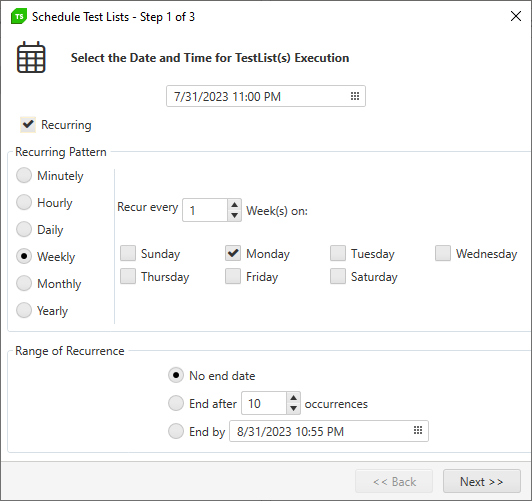 TS Schedule Test Lists - Step 1 of 3
Select the Date and Time for TestList(s) Execution
7/31/2023 11:00 PM
Recurring
Recurring Pattern
Minutely
Hourly
Daily
Weekly
Monthly
Yearly
Recur every 1 Week(s) on:
Sunday Monday Tuesday Wednesday
Thursday Friday Saturday
Range of Recurrence
No end date
End after 10 occurrences
End by 8/31/2023 10:55 PM
<< Back Next >>